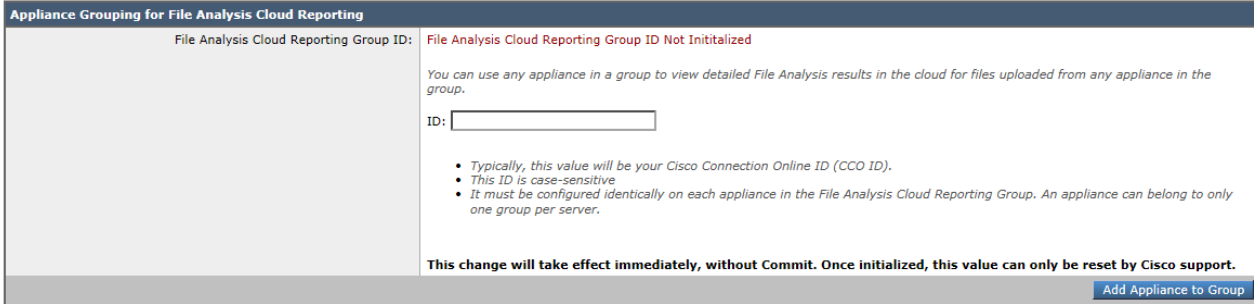 Appliance Grouping for File Analysis Cloud Reporting
File Analysis Cloud Reporting Group ID:
File Analysis Cloud Reporting Group ID Not Inititalized
You can use any appliance in a group to view detailed File Analysis results in the cloud for files uploaded from any appliance in the
group.
ID:
• Typically, this value will be your Cisco Connection Online ID (CCO ID).
• This ID is case-sensitive
• It must be configured identically on each appliance in the File Analysis Cloud Reporting Group. An appliance can belong to only
one group per server.
This change will take effect immediately, without Commit. Once initialized, this value can only be reset by Cisco support.
Add Appliance to Group